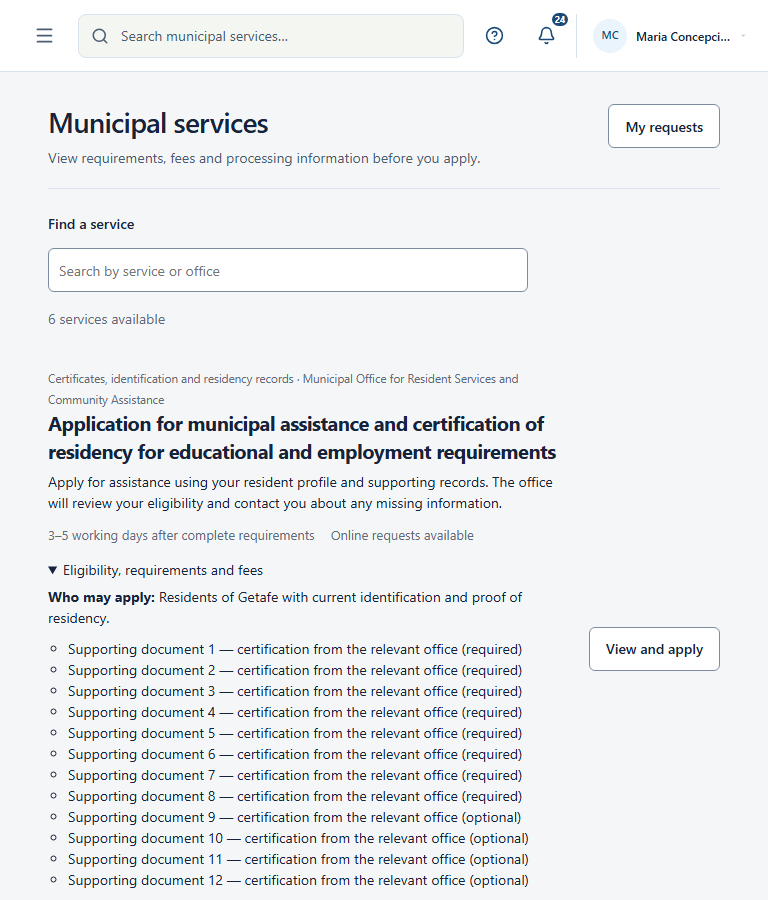 Search municipal services...
24
MC
Maria Concepci...
Municipal services
My requests
View requirements, fees and processing information before you apply.
Find a service
Search by service or office
6 services available
Certificates, identification and residency records · Municipal Office for Resident Services and
Community Assistance
Application for municipal assistance and certification of
residency for educational and employment requirements
Apply for assistance using your resident profile and supporting records. The office
will review your eligibility and contact you about any missing information.
3–5 working days after complete requirements Online requests available
▼ Eligibility, requirements and fees
Who may apply: Residents of Getafe with current identification and proof of
residency.
View and apply
◦ Supporting document 1 — certification from the relevant office (required)
◦ Supporting document 2 — certification from the relevant office (required)
◦ Supporting document 3 — certification from the relevant office (required)
◦ Supporting document 4 — certification from the relevant office (required)
◦ Supporting document 5 — certification from the relevant office (required)
◦ Supporting document 6 — certification from the relevant office (required)
◦ Supporting document 7 — certification from the relevant office (required)
◦ Supporting document 8 — certification from the relevant office (required)
◦ Supporting document 9 — certification from the relevant office (optional)
◦ Supporting document 10 — certification from the relevant office (optional)
◦ Supporting document 11 — certification from the relevant office (optional)
◦ Supporting document 12 — certification from the relevant office (optional)